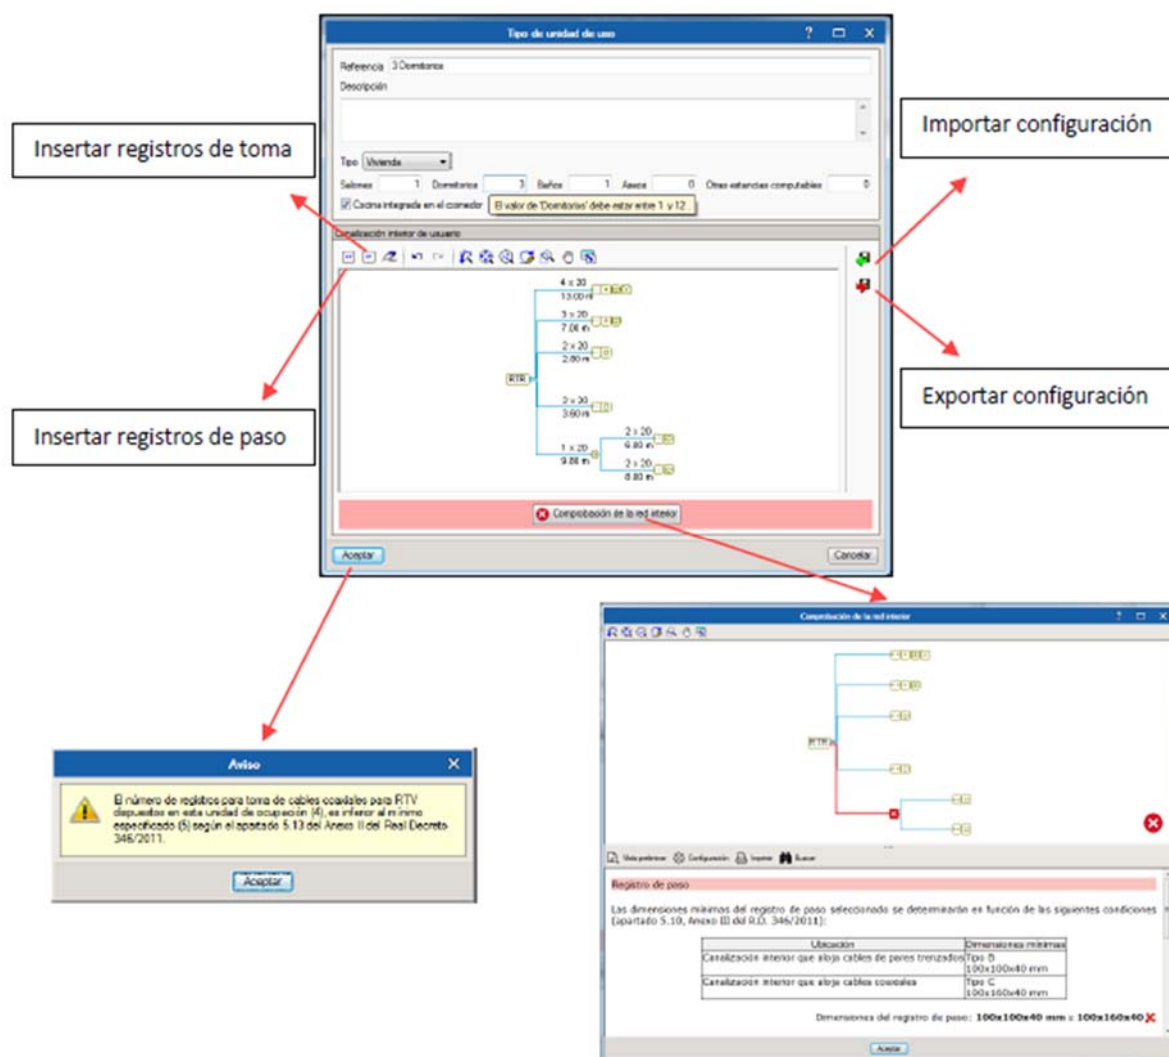 Tipo de unidad de uso
Referencia 3 Dormitorios
Descripción
Insertar registros de toma
Importar configuración
Tipo Vivienda
Salones 1 Dormitorios 3 Baños 1 Aseos 0 Otras estancias computables 0
Cocina integrada en el comedor El valor de 'Dormitorios' debe estar entre 1 y 12
Canalización interior de usuario
4 x 20
13.00 m
3 x 20
7.00 m
2 x 20
2.80 m
RTR
2 x 20
3.60 m
1 x 20
9.80 m
2 x 20
6.80 m
2 x 20
8.80 m
Insertar registros de paso
Exportar configuración
Comprobación de la red interior
Aceptar
Cancelar
Comprobación de la red interior
RTR
Aviso
El número de registros para toma de cables coaxiales para RTV
dispuestos en esta unidad de ocupación (4), es inferior al mínimo
especificado (5) según el apartado 5.13 del Anexo II del Real Decreto
346/2011.
Aceptar
Vista preliminar Configuración Imprimir Buscar
Registro de paso
Las dimensiones mínimas del registro de paso seleccionado se determinarán en función de las siguientes condiciones
(apartado 5.10, Anexo III del R.D. 346/2011):
Ubicación Dimensiones mínimas
Canalización interior que aloja cables de pares trenzados Tipo B
100x100x40 mm
Canalización interior que aloja cables coaxiales Tipo C
100x160x40 mm
Dimensiones del registro de paso: 100x100x40 mm ≥ 100x160x40
Aceptar